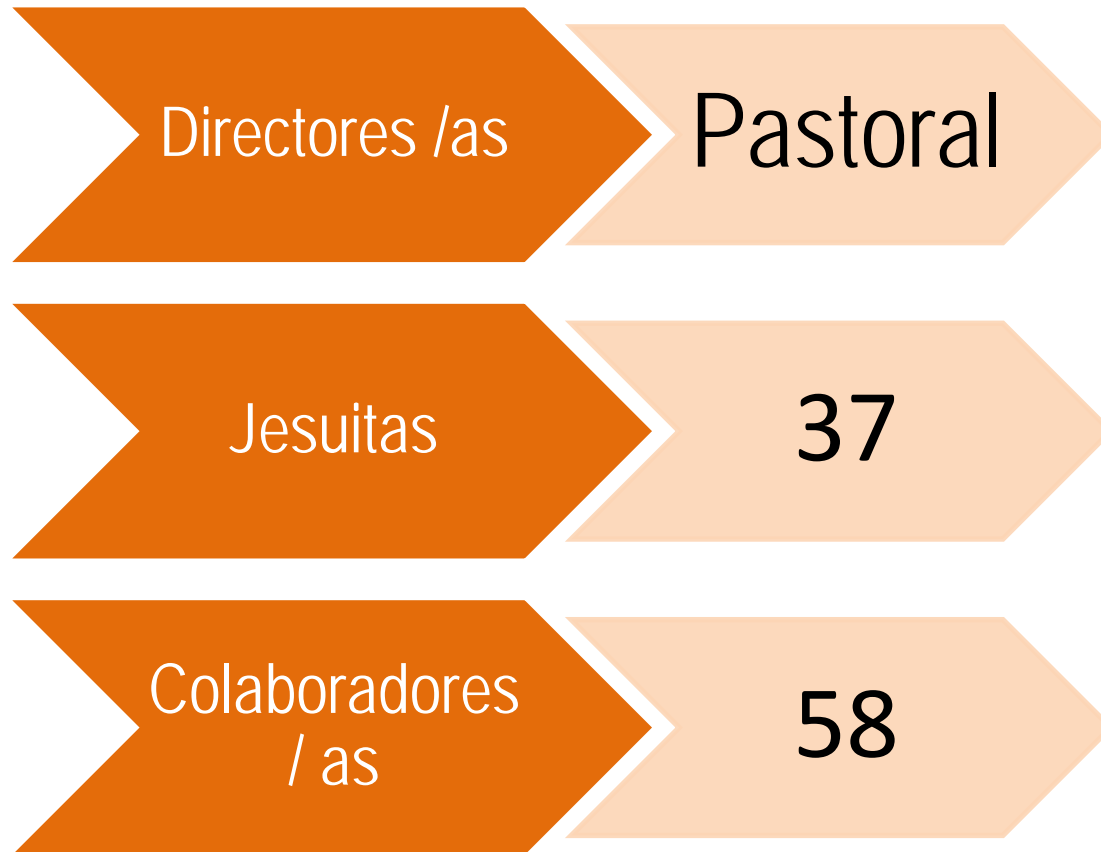 Directores /as
Pastoral
Jesuitas
37
Colaboradores
/ as
58